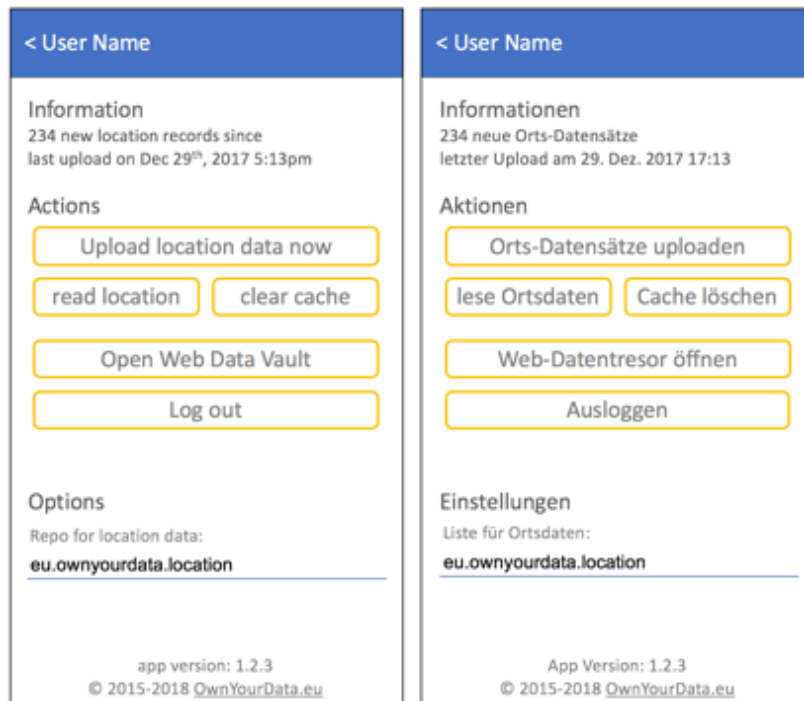 < User Name
Information
234 new location records since
last upload on Dec 29th, 2017 5:13pm
Actions
Upload location data now
read location
clear cache
Open Web Data Vault
Log out
Options
Repo for location data:
eu.ownyourdata.location
app version: 1.2.3
© 2015-2018 OwnYourData.eu
< User Name
Informationen
234 neue Orts-Datensätze
letzter Upload am 29. Dez. 2017 17:13
Aktionen
Orts-Datensätze uploaden
lese Ortsdaten
Cache löschen
Web-Datentresor öffnen
Ausloggen
Einstellungen
Liste für Ortsdaten:
eu.ownyourdata.location
App Version: 1.2.3
© 2015-2018 OwnYourData.eu